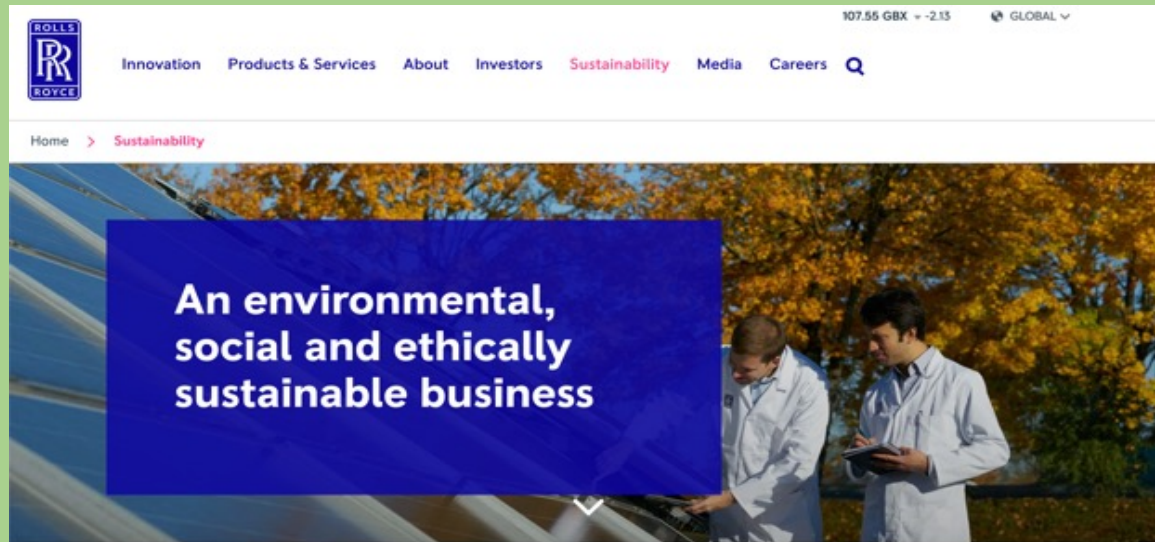 107.55 GBX -2.13 GLOBAL
ROLLS
RR
ROYCE
Innovation Products & Services About Investors Sustainability Media Careers
Home > Sustainability
An environmental,
social and ethically
sustainable business